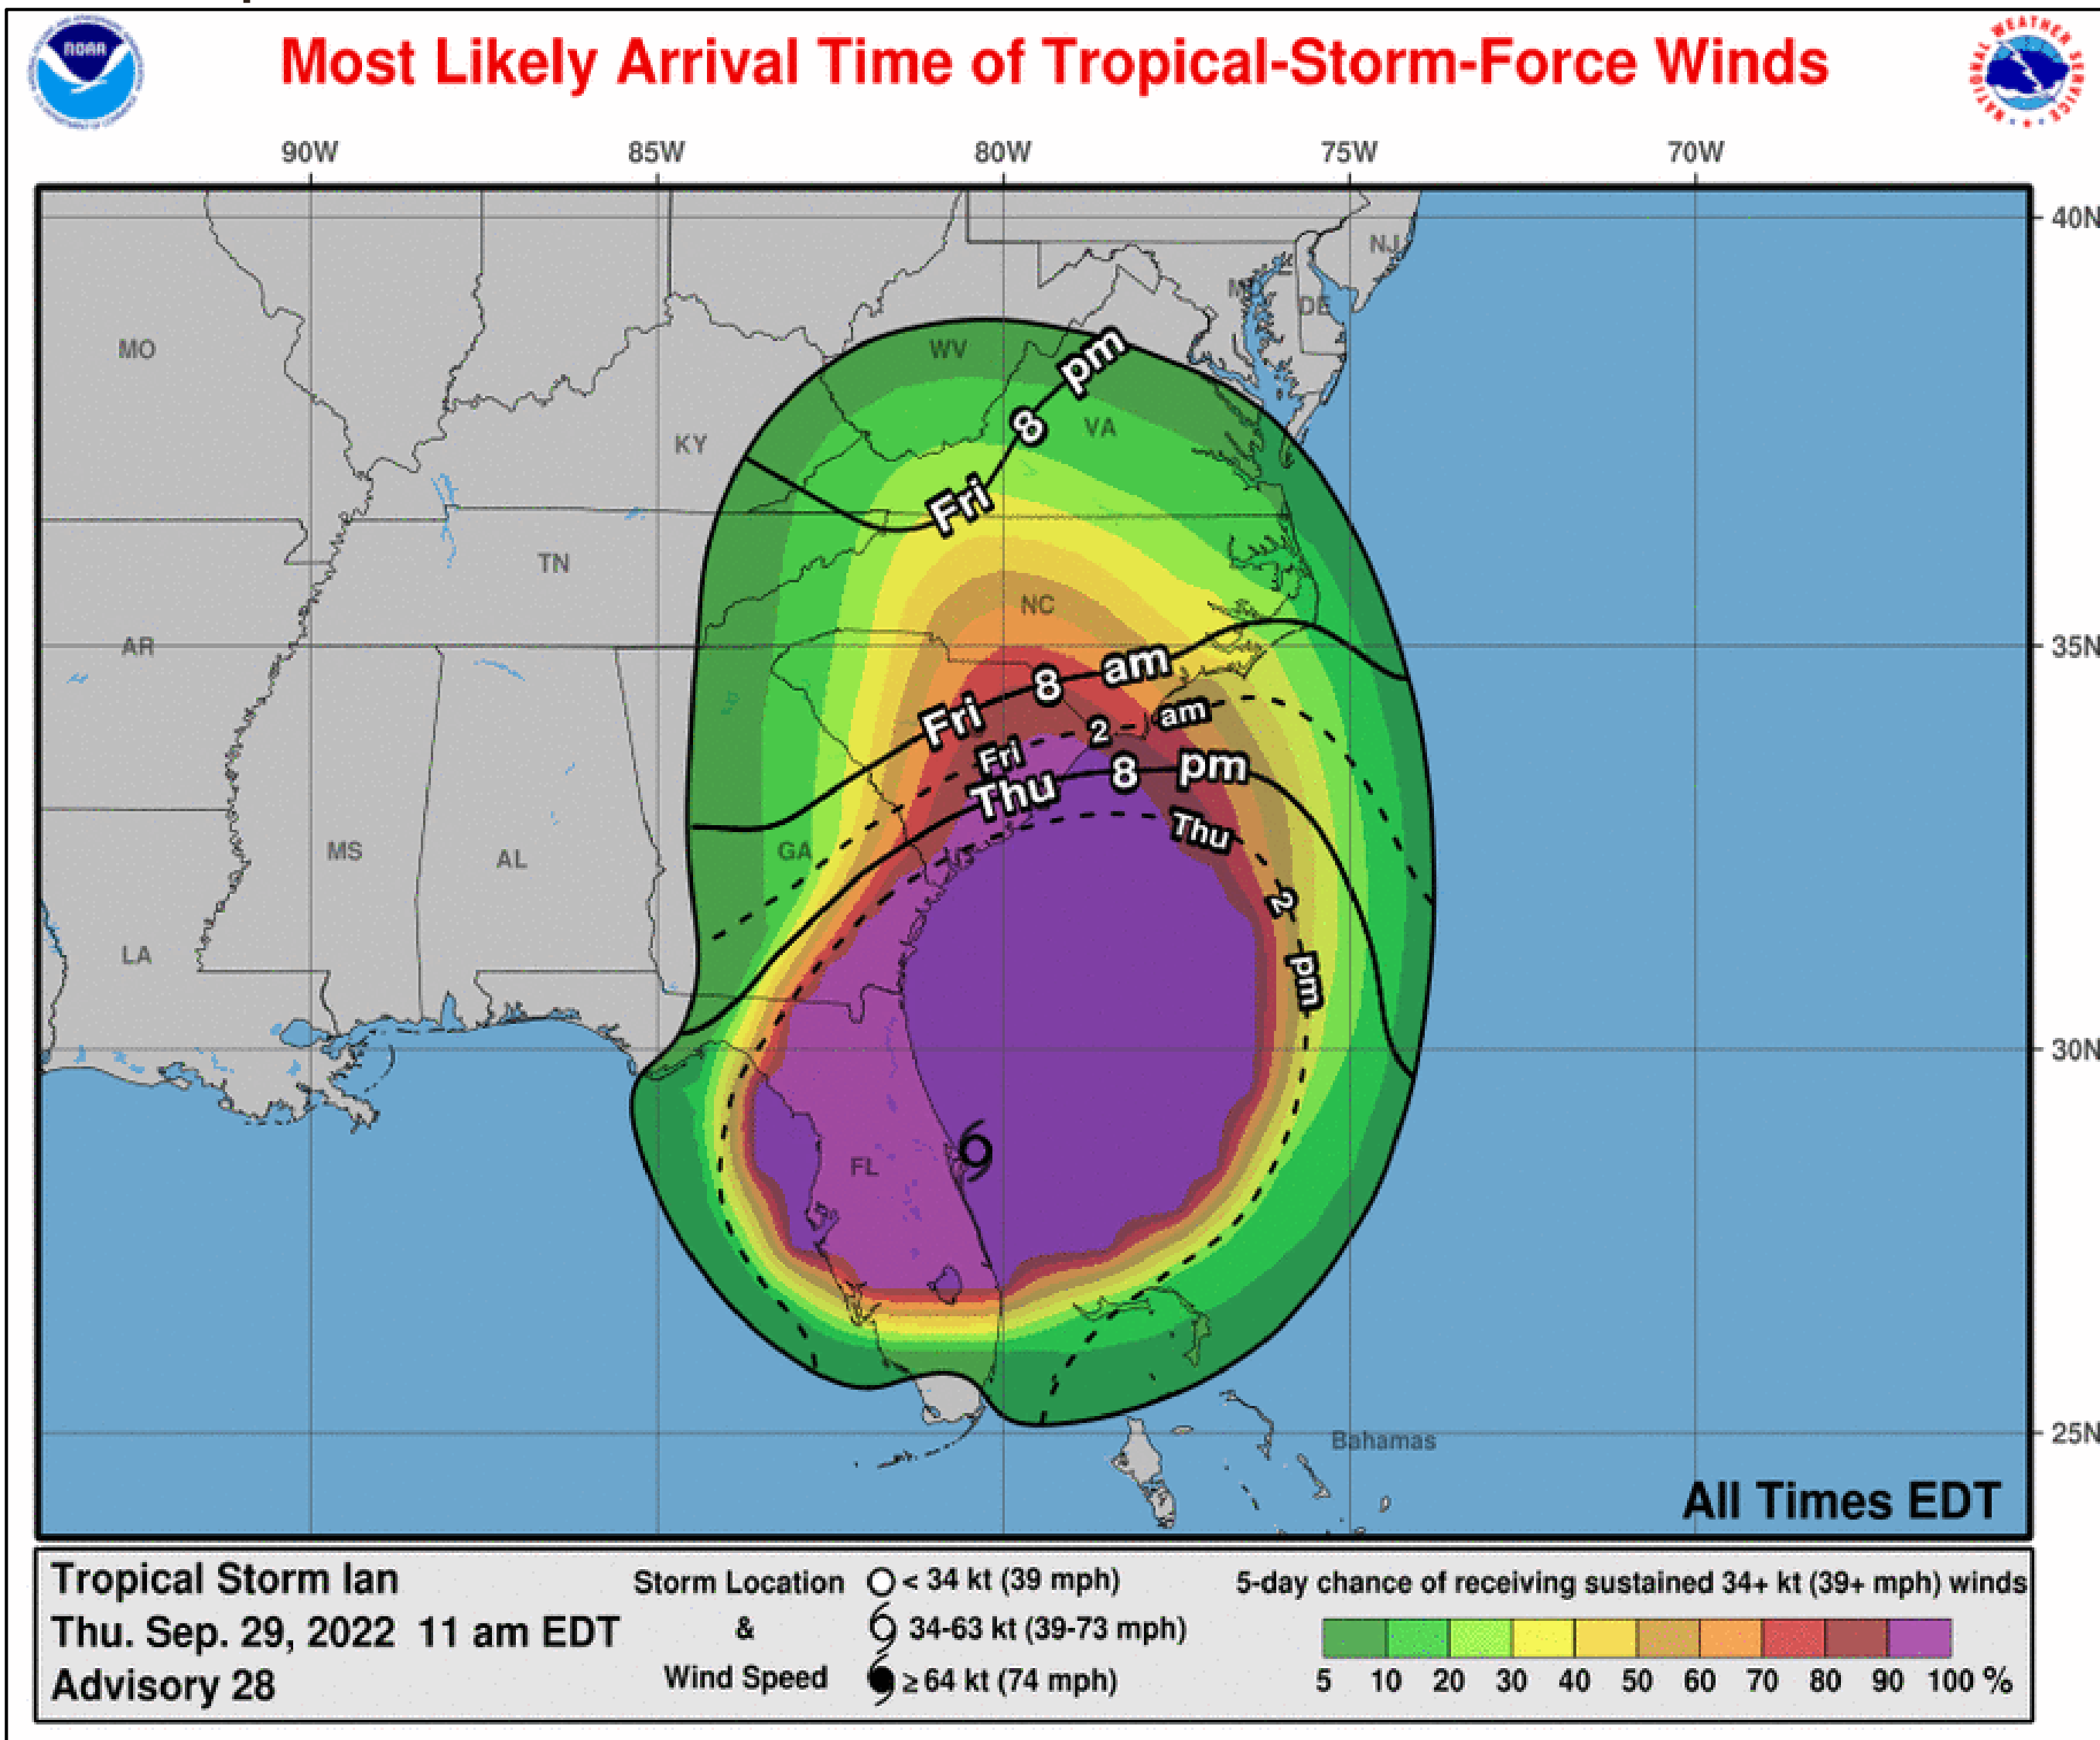 Most Likely Arrival Time of Tropical-Storm-Force Winds
NOAA
NATIONAL WEATHER SERVICE
90W 85W 80W 75W 70W
40N
35N
30N
25N
NJ
DE
MO
WV
KY
VA
TN
NC
AR
MS
AL
GA
LA
FL
Bahamas
Fri 8 pm
Fri 8 am
Fri 2 am
Thu 8 pm
Thu 2 pm
All Times EDT
Tropical Storm Ian
Thu. Sep. 29, 2022 11 am EDT
Advisory 28
Storm Location
&
Wind Speed
< 34 kt (39 mph)
34-63 kt (39-73 mph)
≥ 64 kt (74 mph)
5-day chance of receiving sustained 34+ kt (39+ mph) winds
5 10 20 30 40 50 60 70 80 90 100 %